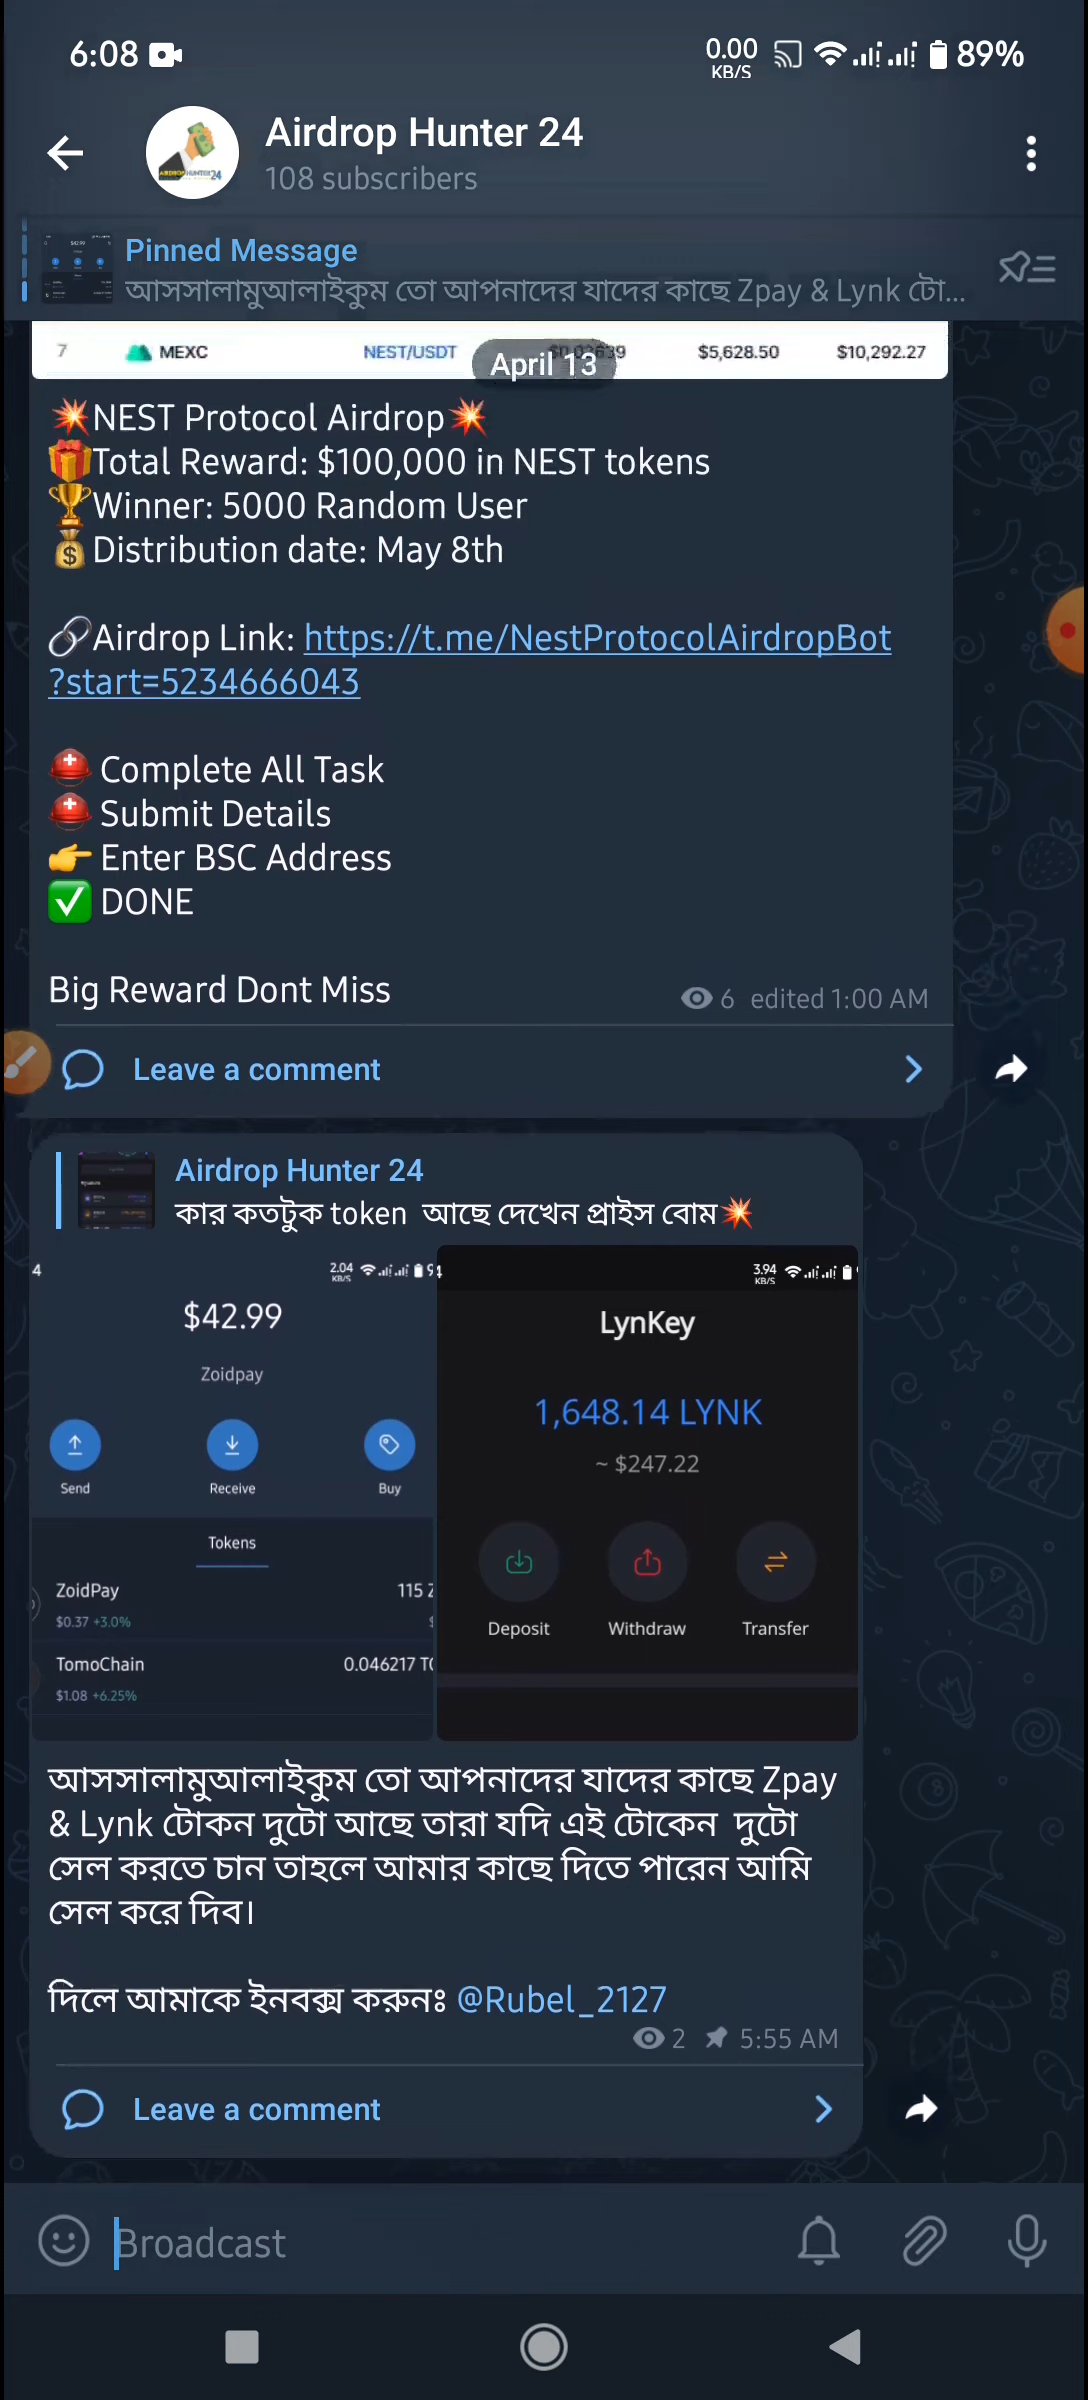 6:08
0.00 KB/S
89%
Airdrop Hunter 24
108 subscribers
Pinned Message
আসসালামুআলাইকুম তো আপনাদের যাদের কাছে Zpay & Lynk টো...
7 MEXC NEST/USDT $5,628.50 $10,292.27
April 13
💥NEST Protocol Airdrop💥
🎁Total Reward: $100,000 in NEST tokens
🏆Winner: 5000 Random User
💰Distribution date: May 8th
🔗Airdrop Link: https://t.me/NestProtocolAirdropBot
?start=5234666043
⛑ Complete All Task
⛑ Submit Details
👉 Enter BSC Address
✅ DONE
Big Reward Dont Miss
6 edited 1:00 AM
Leave a comment
Airdrop Hunter 24
কার কতটুক token আছে দেখেন প্রাইস বোম💥
4
2.04 KB/S
$42.99
Zoidpay
Send Receive Buy
Tokens
ZoidPay 115
$0.37 +3.0%
TomoChain 0.046217
$1.08 +6.25%
3.94 KB/S
LynKey
1,648.14 LYNK
~ $247.22
Deposit Withdraw Transfer
আসসালামুআলাইকুম তো আপনাদের যাদের কাছে Zpay
& Lynk টোকন দুটো আছে তারা যদি এই টোকেন দুটো
সেল করতে চান তাহলে আমার কাছে দিতে পারেন আমি
সেল করে দিব।
দিলে আমাকে ইনবক্স করুনঃ @Rubel_2127
2 5:55 AM
Leave a comment
Broadcast